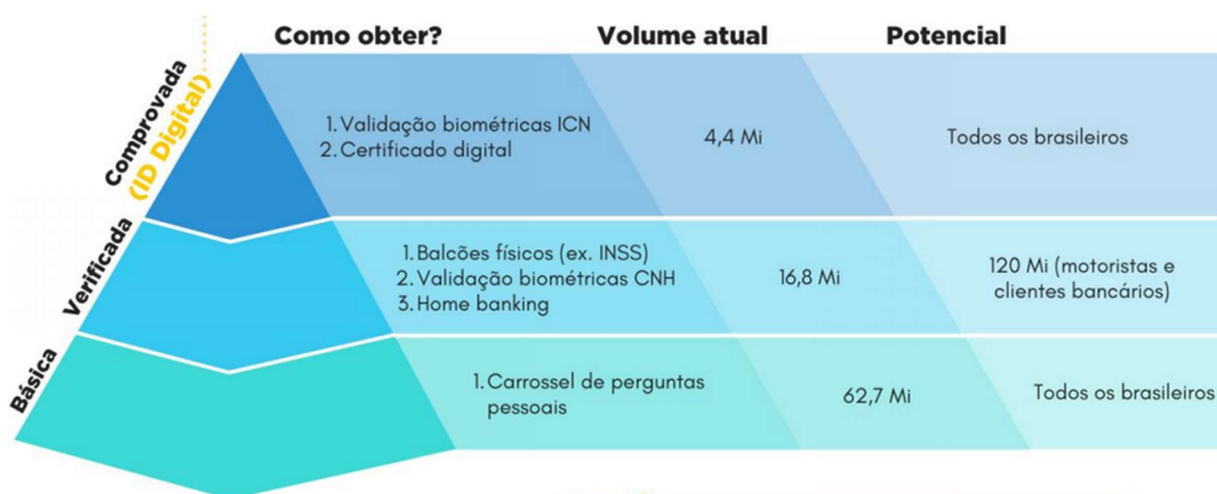 Como obter?
Volume atual
Potencial
Comprovada
(ID Digital)
1. Validação biométricas ICN
2. Certificado digital
4,4 Mi
Todos os brasileiros
Verificada
1. Balcões físicos (ex. INSS)
2. Validação biométricas CNH
3. Home banking
16,8 Mi
120 Mi (motoristas e
clientes bancários)
Básica
1. Carrossel de perguntas
pessoais
62,7 Mi
Todos os brasileiros